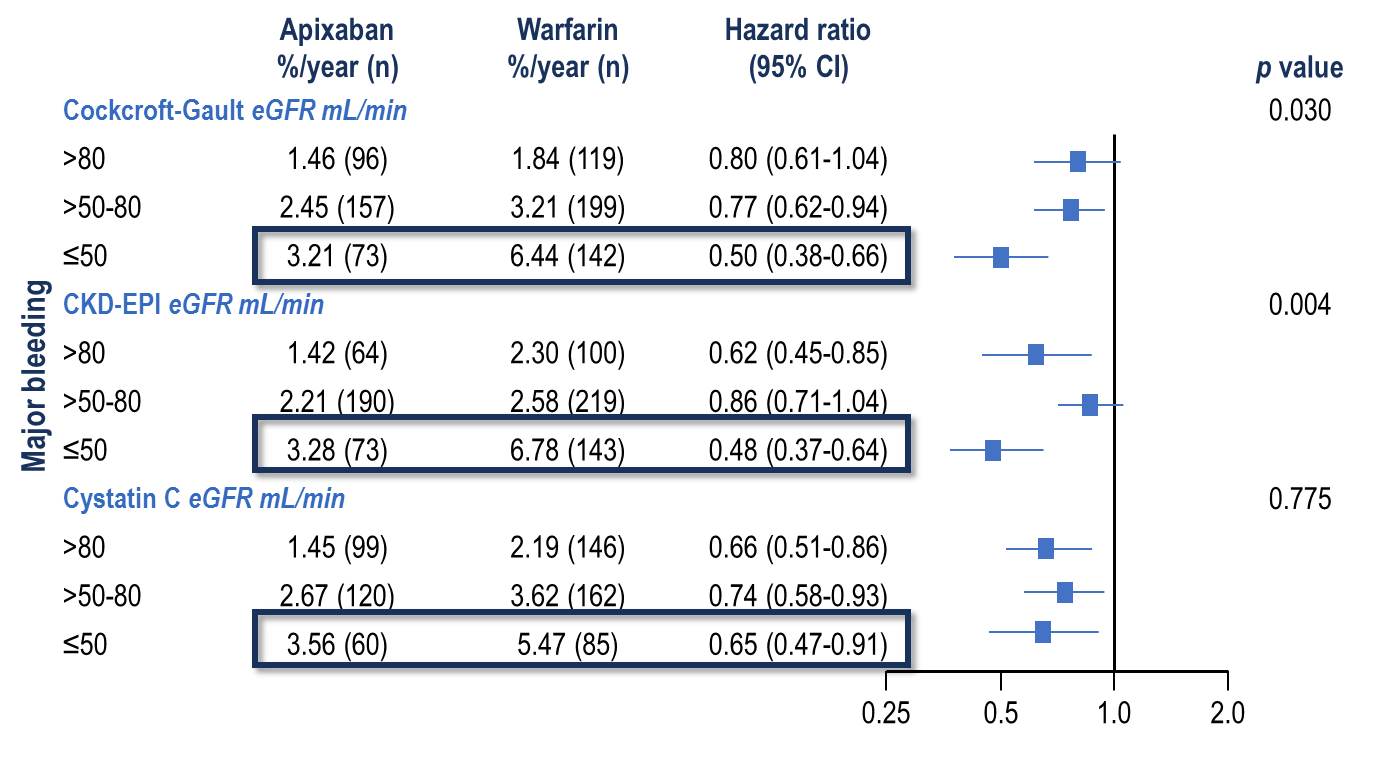 Apixaban Warfarin Hazard ratio
%/year (n) %/year (n) (95% CI) p value
Cockcroft-Gault eGFR mL/min 0.030
>80 1.46 (96) 1.84 (119) 0.80 (0.61-1.04)
>50-80 2.45 (157) 3.21 (199) 0.77 (0.62-0.94)
≤50 3.21 (73) 6.44 (142) 0.50 (0.38-0.66)
CKD-EPI eGFR mL/min 0.004
>80 1.42 (64) 2.30 (100) 0.62 (0.45-0.85)
>50-80 2.21 (190) 2.58 (219) 0.86 (0.71-1.04)
≤50 3.28 (73) 6.78 (143) 0.48 (0.37-0.64)
Cystatin C eGFR mL/min 0.775
>80 1.45 (99) 2.19 (146) 0.66 (0.51-0.86)
>50-80 2.67 (120) 3.62 (162) 0.74 (0.58-0.93)
≤50 3.56 (60) 5.47 (85) 0.65 (0.47-0.91)
Major bleeding
0.25 0.5 1.0 2.0